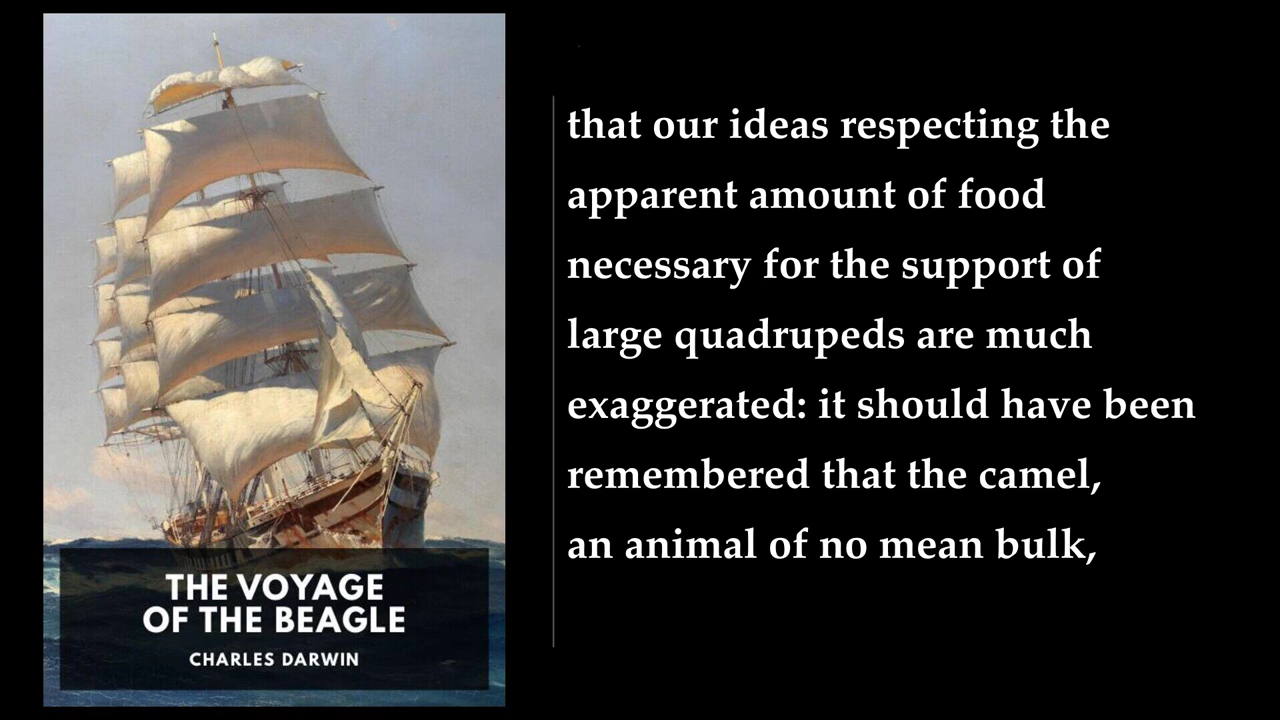 THE VOYAGE
OF THE BEAGLE
CHARLES DARWIN
that our ideas respecting the
apparent amount of food
necessary for the support of
large quadrupeds are much
exaggerated: it should have been
remembered that the camel,
an animal of no mean bulk,